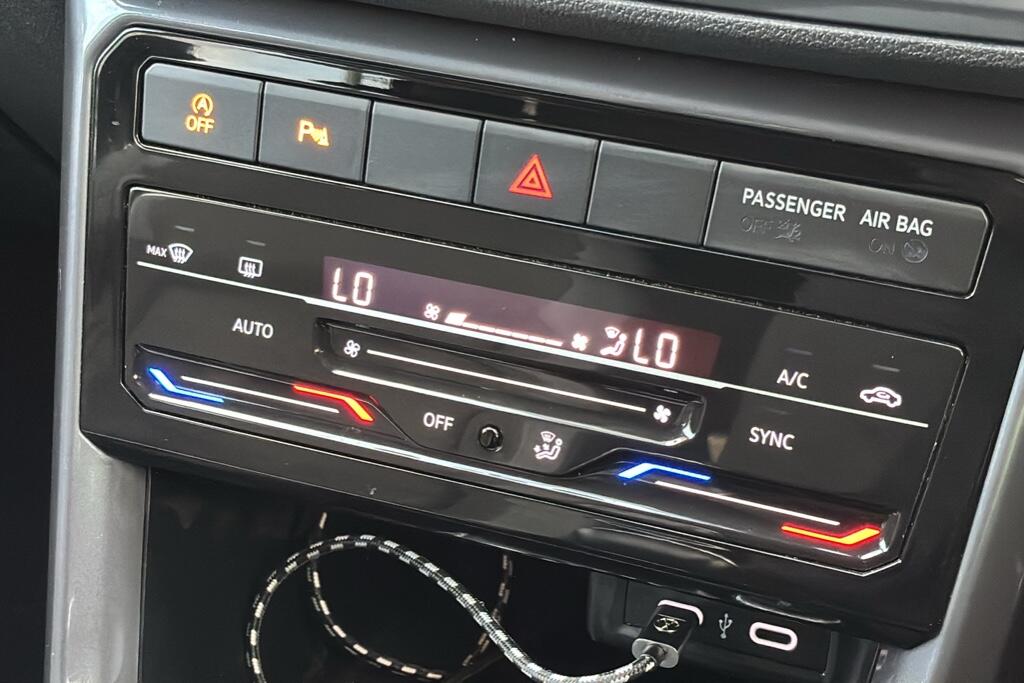 A
OFF
P
PASSENGER AIR BAG
OFF
ON
MAX
LO
LO
AUTO
A/C
OFF
SYNC